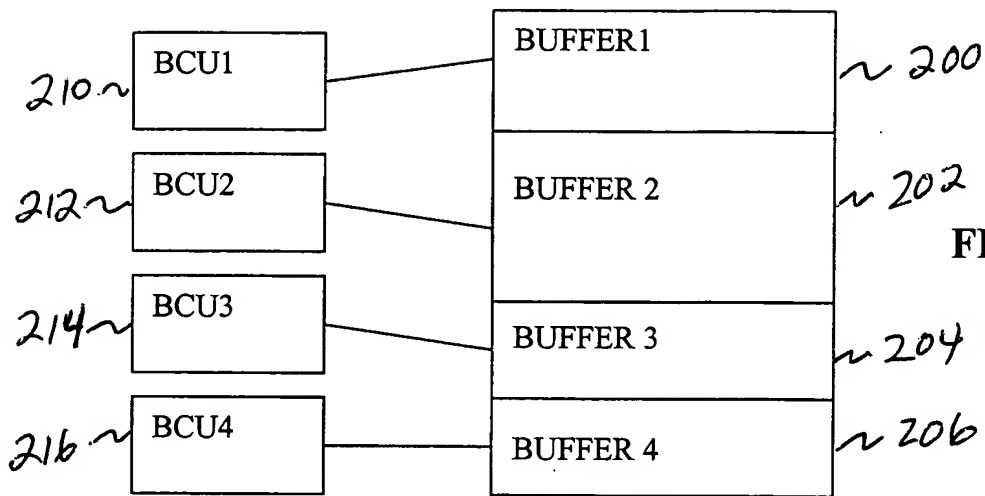 BCU1
BUFFER1
210
200
BCU2
BUFFER 2
212
202
BCU3
BUFFER 3
214
204
BCU4
BUFFER 4
216
206